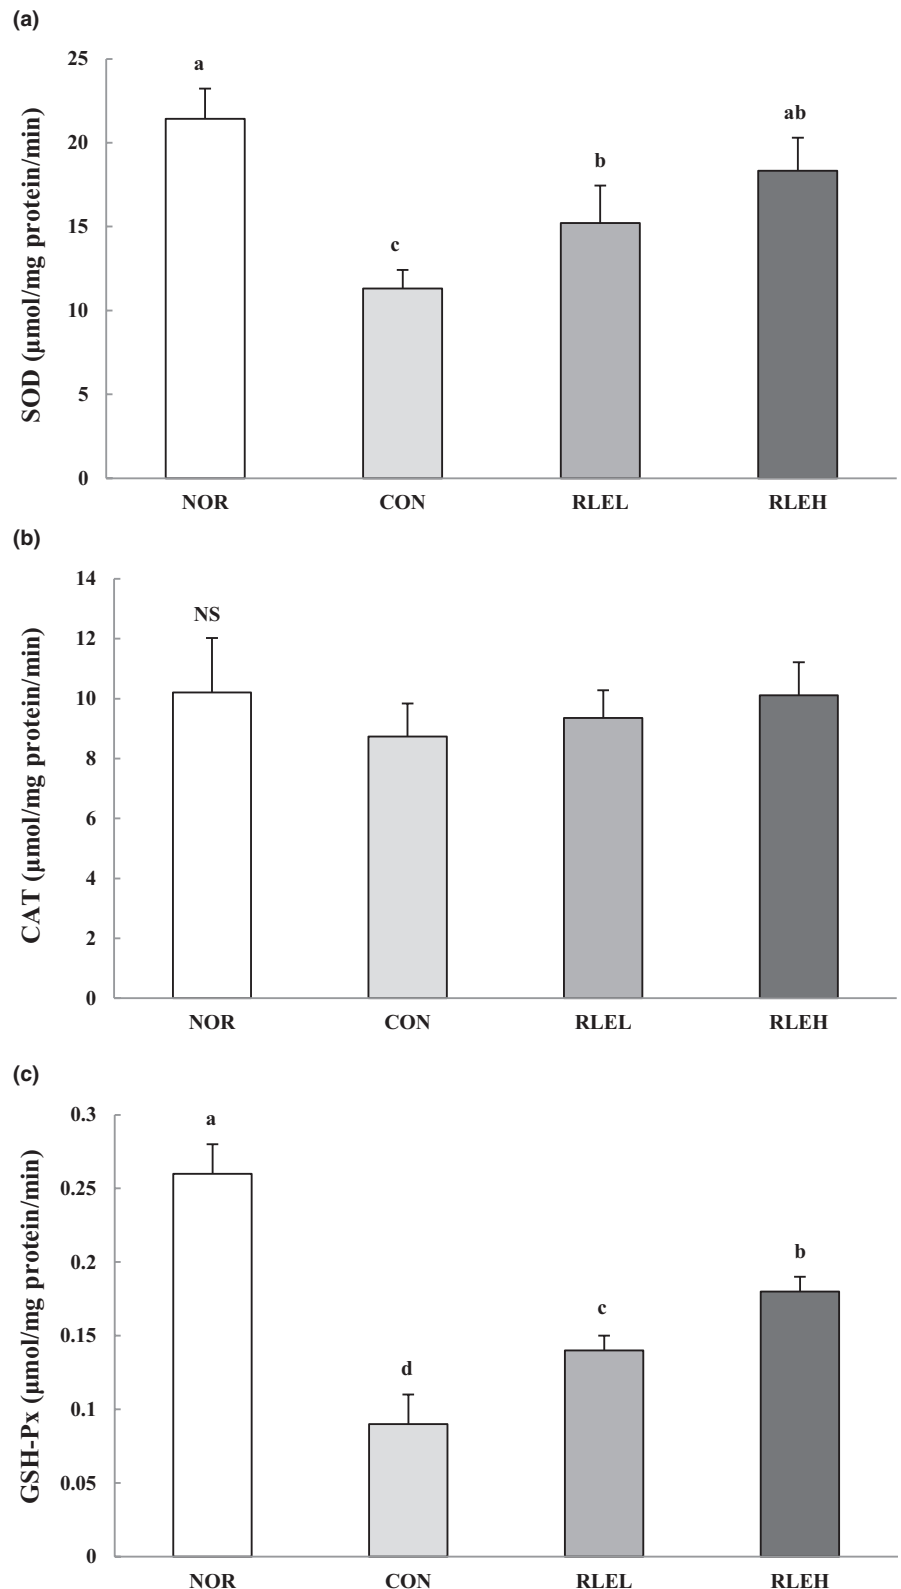 (a)
SOD (μmol/mg protein/min)
25
20
15
10
5
0
a
c
b
ab
NOR CON RLEL RLEH
(b)
CAT (μmol/mg protein/min)
14
12
10
8
6
4
2
0
NS
NOR CON RLEL RLEH
(c)
GSH-Px (μmol/mg protein/min)
0.3
0.25
0.2
0.15
0.1
0.05
0
a
d
c
b
NOR CON RLEL RLEH